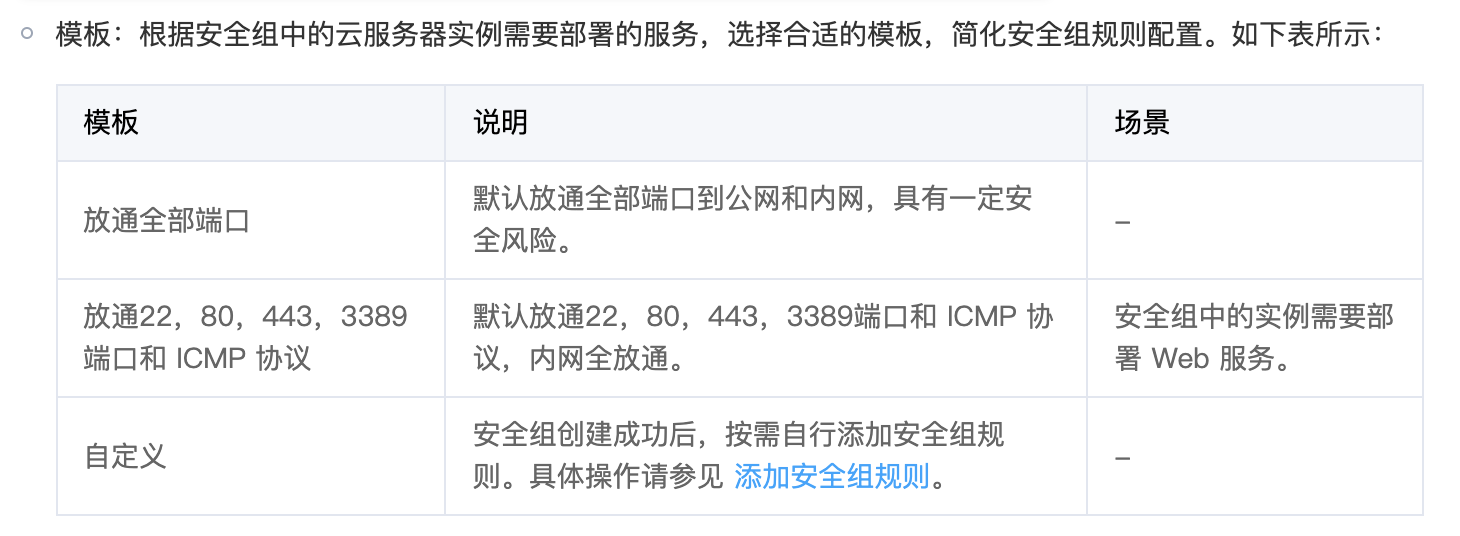 模板：根据安全组中的云服务器实例需要部署的服务，选择合适的模板，简化安全组规则配置。如下表所示：
模板
说明
场景
放通全部端口
默认放通全部端口到公网和内网，具有一定安
全风险。
–
放通22，80，443，3389
端口和 ICMP 协议
默认放通22，80，443，3389端口和 ICMP 协
议，内网全放通。
安全组中的实例需要部
署 Web 服务。
自定义
安全组创建成功后，按需自行添加安全组规
则。具体操作请参见 添加安全组规则。
–